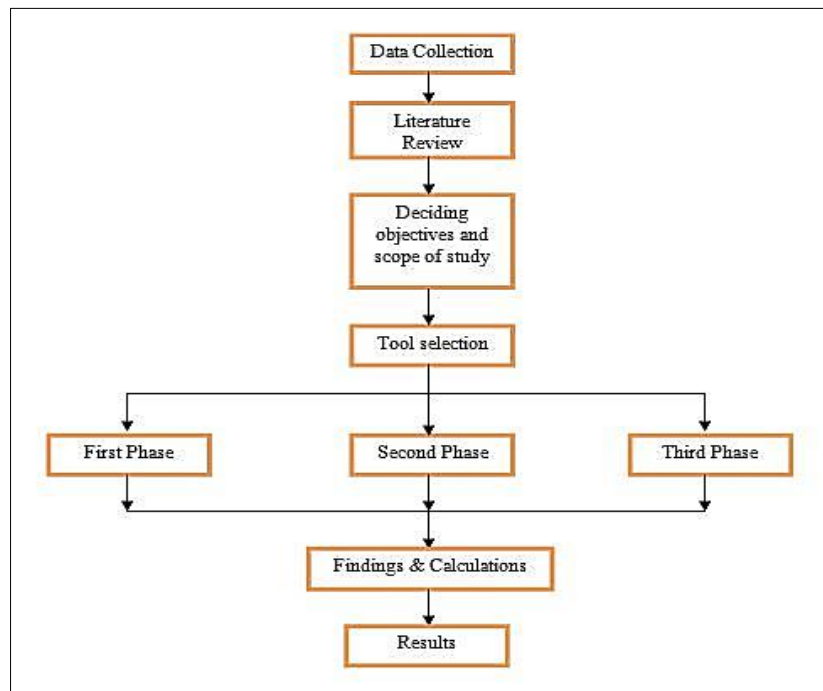 Data Collection
Literature
Review
Deciding
objectives and
scope of study
Tool selection
First Phase
Second Phase
Third Phase
Findings & Calculations
Results